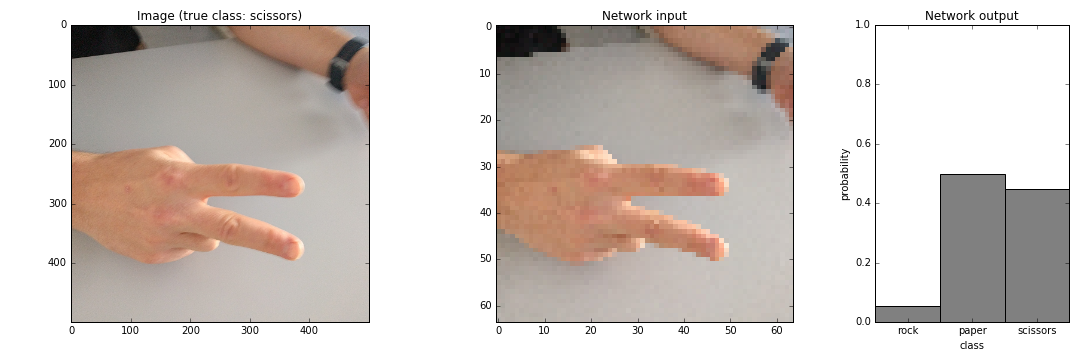 Image (true class: scissors)
0
100
200
300
400
0 100 200 300 400
Network input
0
10
20
30
40
50
60
0 10 20 30 40 50 60
Network output
probability
1.0
0.8
0.6
0.4
0.2
0.0
rock paper scissors
class